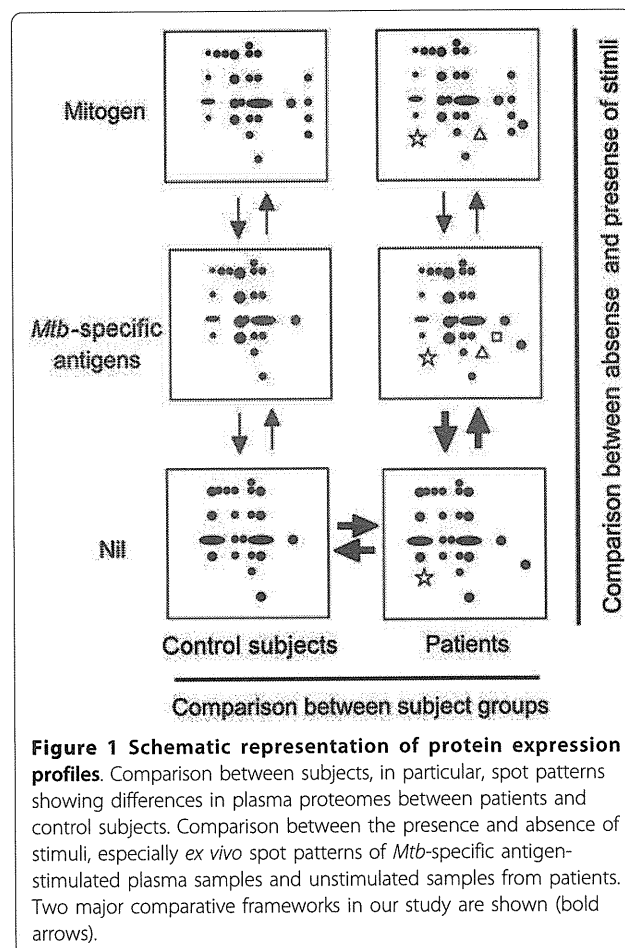 Mitogen
Mtb-specific
antigens
Nil
Control subjects
Patients
Comparison between subject groups
Comparison between absense and presense of stimli
Figure 1 Schematic representation of protein expression
profiles. Comparison between subjects, in particular, spot patterns
showing differences in plasma proteomes between patients and
control subjects. Comparison between the presence and absence of
stimuli, especially ex vivo spot patterns of Mtb-specific antigen-
stimulated plasma samples and unstimulated samples from patients.
Two major comparative frameworks in our study are shown (bold
arrows).